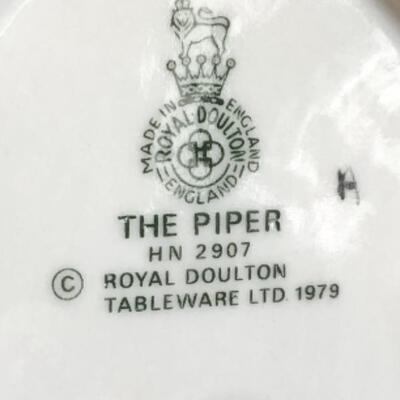 MADE IN ENGLAND
ROYAL DOULTON
ENGLAND
THE PIPER
HN 2907
© ROYAL DOULTON
TABLEWARE LTD. 1979
H